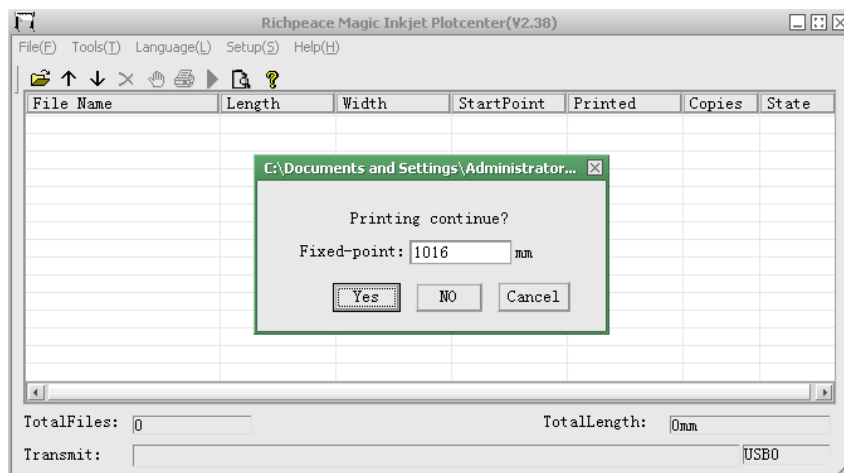 Richpeace Magic Inkjet Plotcenter(V2.38)
File(F) Tools(T) Language(L) Setup(S) Help(H)
File Name Length Width StartPoint Printed Copies State
C:\Documents and Settings\Administrator...
Printing continue?
Fixed-point: 1016 mm
Yes NO Cancel
TotalFiles: 0 TotalLength: 0mm
Transmit: USB0